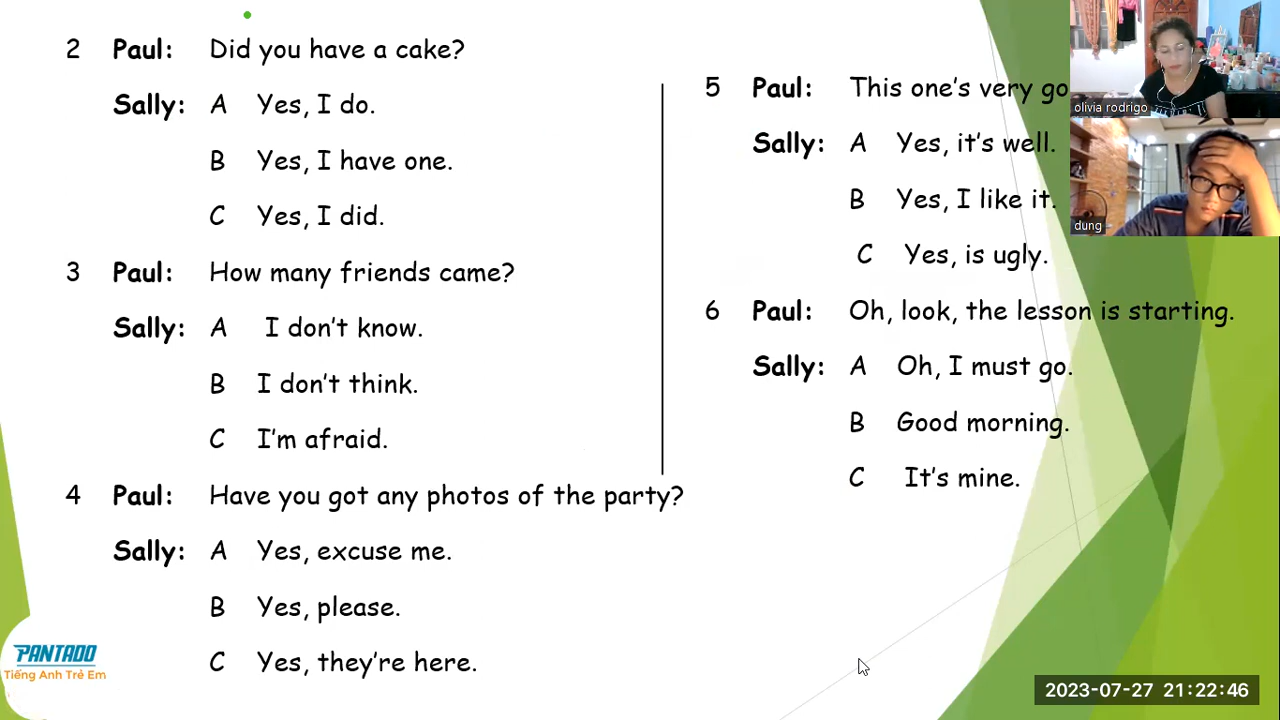 2 Paul: Did you have a cake?
Sally: A Yes, I do.
B Yes, I have one.
C Yes, I did.
3 Paul: How many friends came?
Sally: A I don't know.
B I don't think.
C I'm afraid.
4 Paul: Have you got any photos of the party?
Sally: A Yes, excuse me.
B Yes, please.
C Yes, they're here.
5 Paul: This one's very go
Sally: A Yes, it's well.
B Yes, I like it.
C Yes, is ugly.
6 Paul: Oh, look, the lesson is starting.
Sally: A Oh, I must go.
B Good morning.
C It's mine.
olivia rodrigo
dung
PANTADO
Tiếng Anh Trẻ Em
2023-07-27 21:22:46